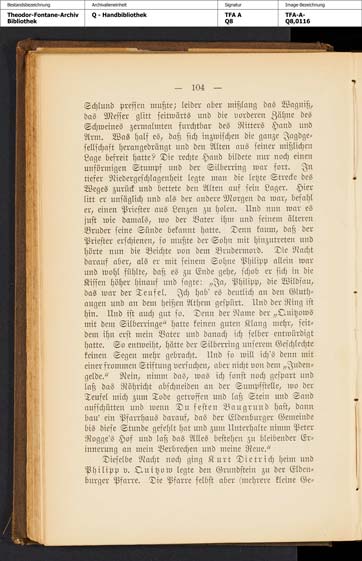 Bestandsbezeichnung
Archivalieneinheit
Signatur
Image-Bezeichnung
Theodor-Fontane-Archiv
Bibliothek
Q - Handbibliothek
TFA A
Q8
TFA-A-
Q8,0116
— 104 —
Schlund pressen mußte; leider aber mißlang das Wagniß,
das Messer glitt seitwärts und die vorderen Zähne des
Schweines zermalmten furchtbar des Ritters Hand und
Arm. Was half es, daß sich inzwischen die ganze Jagdge-
sellschaft herangedrängt und den Alten aus seiner mißlichen
Lage befreit hatte? Die rechte Hand bildete nur noch einen
unförmigen Stumpf und der Silberring war fort. In
tiefer Niedergeschlagenheit legte man die letzte Strecke des
Weges zurück und bettete den Alten auf sein Lager. Hier
litt er unsäglich und als der andere Morgen da war, befahl
er, einen Priester aus Lenzen zu holen. Und nun war es
just wie damals, wo der Vater ihm und seinem älteren
Bruder seine Sünde bekannt hatte. Denn kaum, daß der
Priester erschienen, so mußte der Sohn mit hinzutreten und
hörte nun die Beichte von dem Brudermord. Die Nacht
darauf aber, als er mit seinem Sohne Philipp allein war
und wohl fühlte, daß es zu Ende gehe, schob er sich in die
Kissen höher hinauf und sagte: „Ja, Philipp, die Wildsau,
das war der Teufel. Ich hab' es deutlich an den Gluth-
augen und an dem heißen Athem gespürt. Und der Ring ist
hin. Und ist auch gut so. Denn der Name der „Quitzows
mit dem Silberringe" hatte keinen guten Klang mehr, seit-
dem ihn erst mein Vater und danach ich selber entwürdigt
hatte. So entweiht, hätte der Silberring unserem Geschlechte
keinen Segen mehr gebracht. Und so will ich's denn mit
einer frommen Stiftung versuchen, aber nicht von dem „Juden-
gelde." Nein, nimm das, was ich sonst noch gespart und
laß das Röhricht abschneiden an der Sumpfstelle, wo der
Teufel mich zum Tode getroffen und laß Stein und Sand
aufschütten und wenn Du festen Baugrund hast, dann
bau' ein Pfarrhaus darauf, das der Eldenburger Gemeinde
bis diese Stunde gefehlt hat und zum Unterhalte nimm Peter
Rogge's Hof und laß das Alles bestehen zu bleibender Er-
innerung an mein Verbrechen und meine Reue."
Dieselbe Nacht noch ging Kurt Dietrich heim und
Philipp v. Quitzow legte den Grundstein zu der Elden-
burger Pfarre. Die Pfarre selbst aber (mehrere kleine Ge-